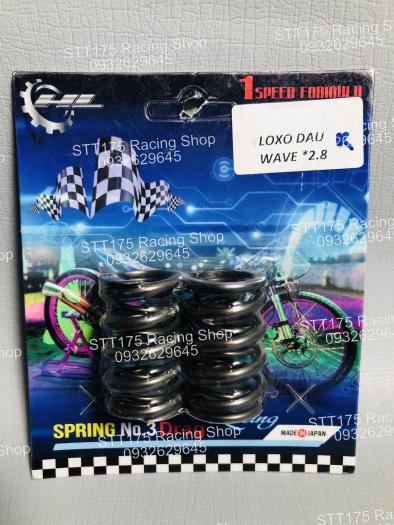 STT175 Racing Shop
0932629645
1 SPEED FORMULA
LHL
LOXO DAU
WAVE *2.8
STT175 Racing Shop
0932629645
STT175 Racing Shop
0932629645
STT175 Racing Shop
0932629645
SPRING No.3 Drag Racing
MADE IN JAPAN
STT175 Racing Shop
0932629645
STT175 Racing Shop